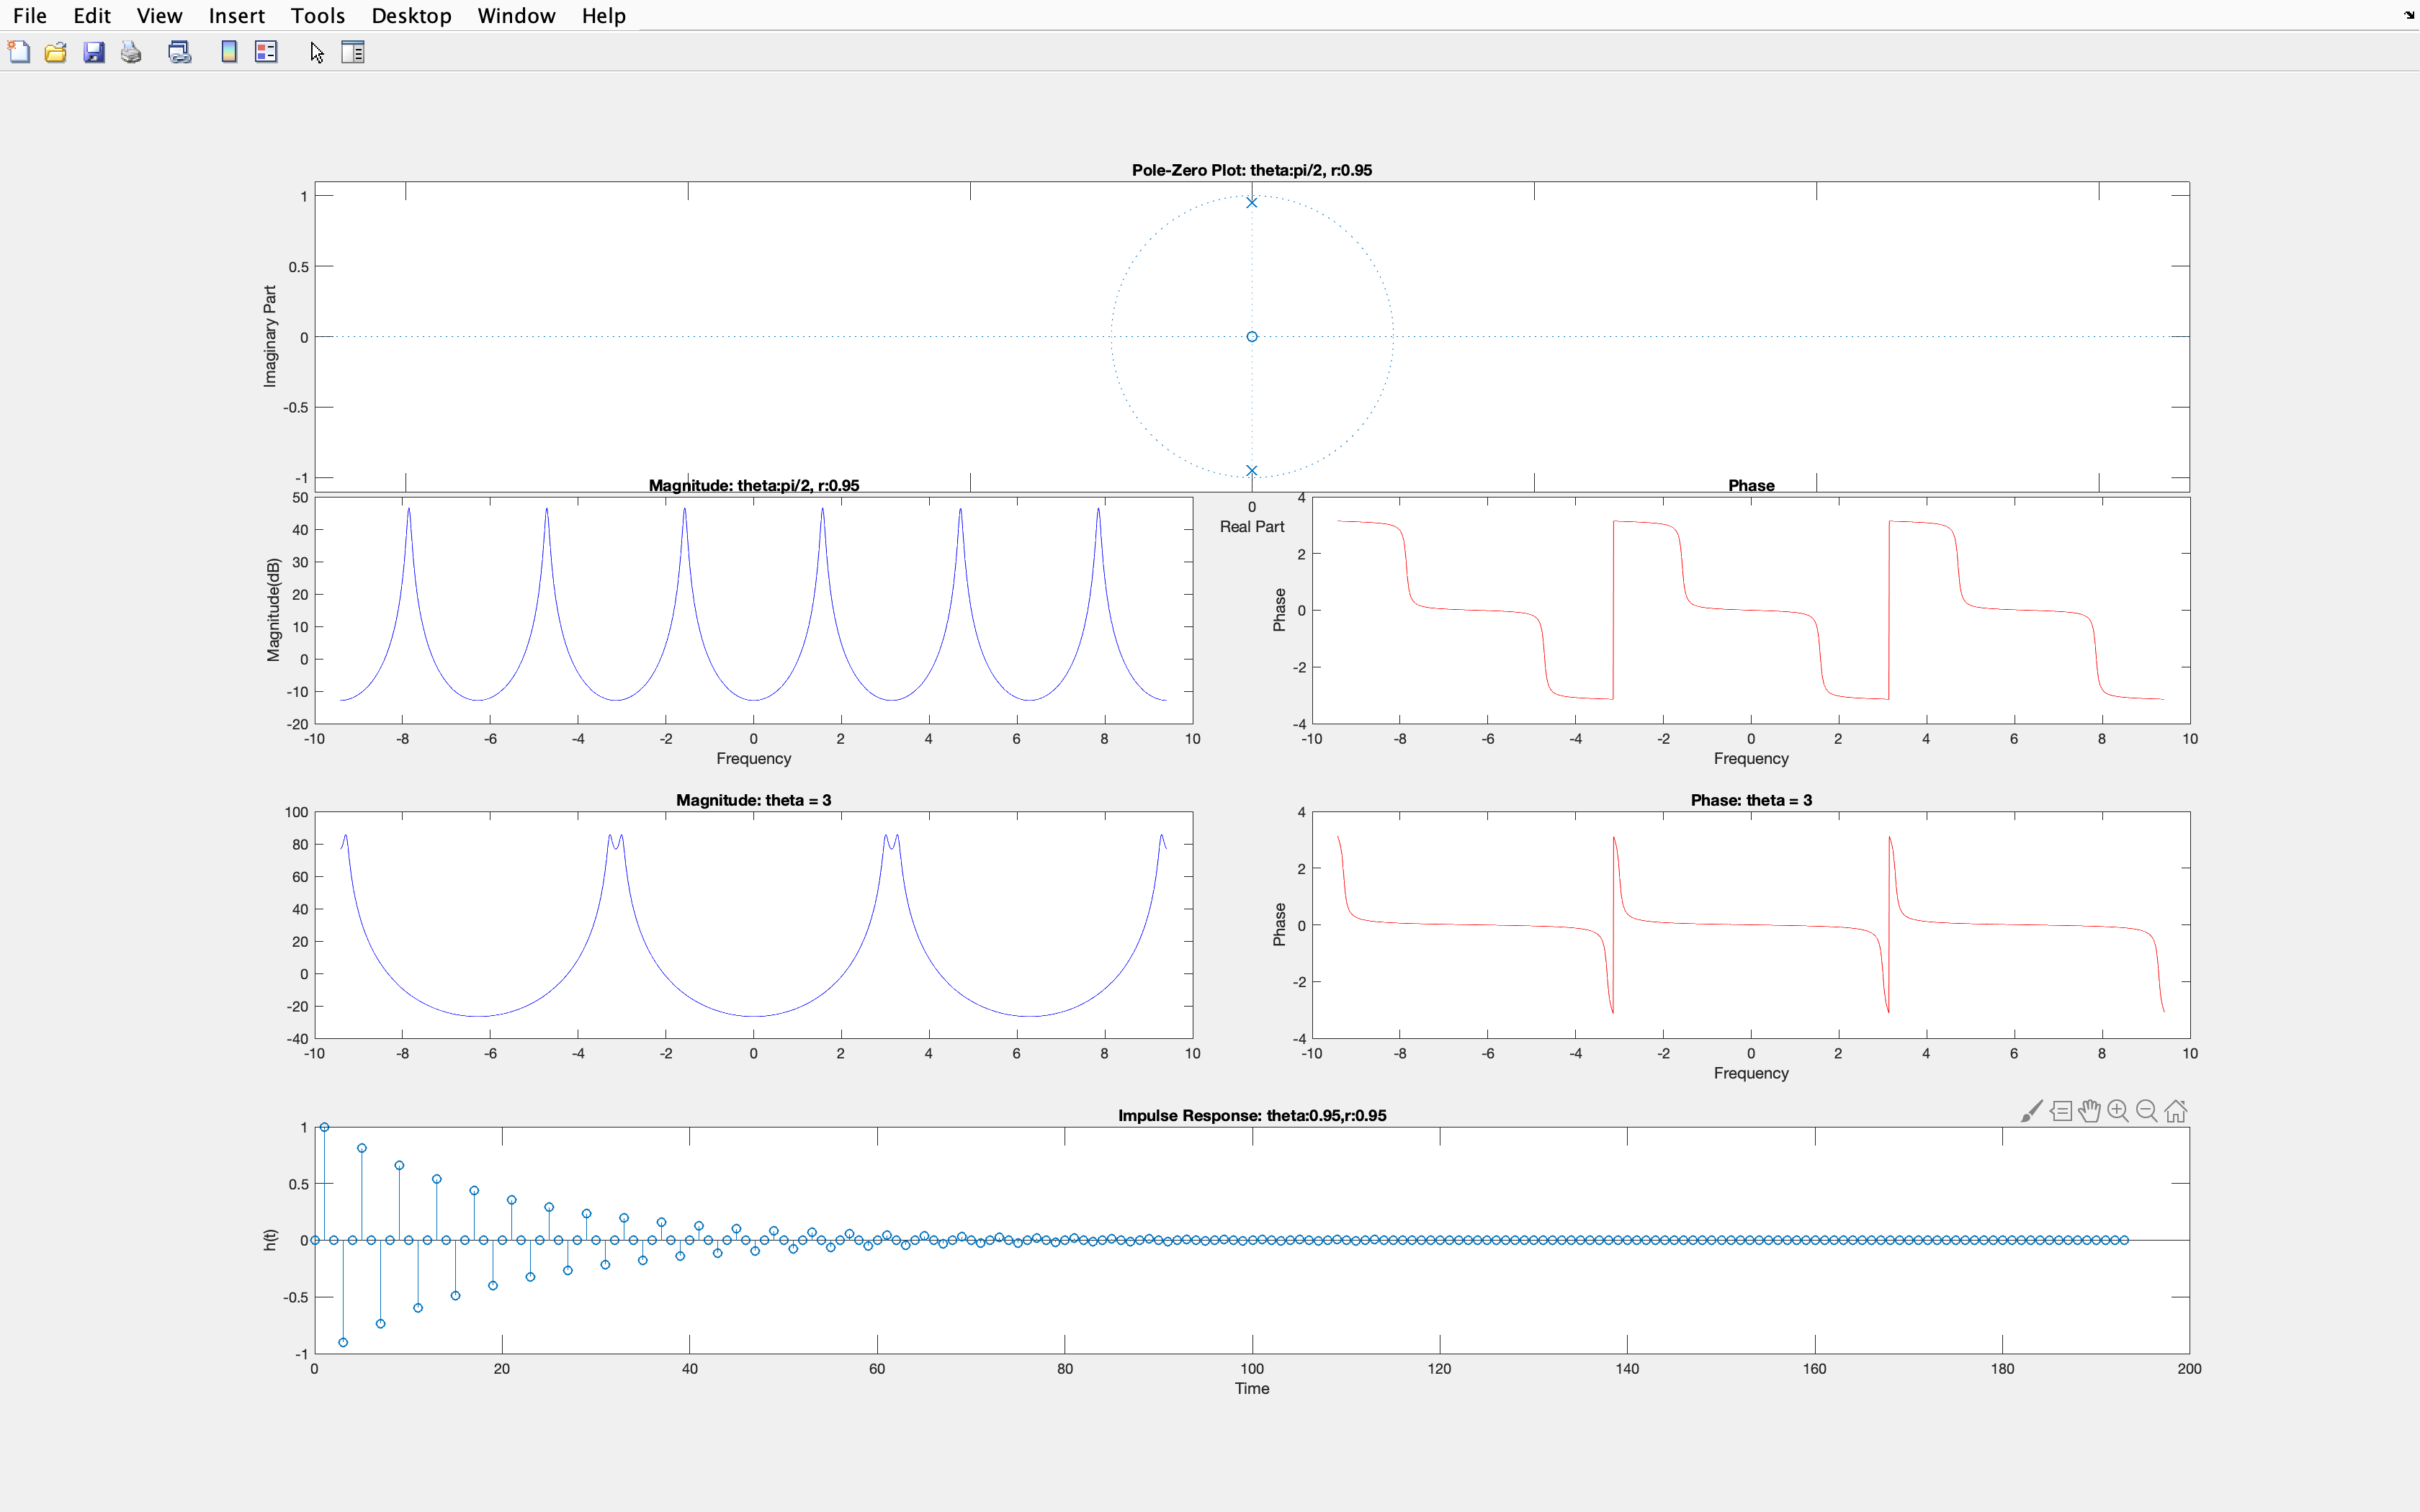 File Edit View Insert Tools Desktop Window Help
Pole-Zero Plot: theta:pi/2, r:0.95
1
0.5
0
-0.5
-1
Imaginary Part
0
Real Part
Magnitude: theta:pi/2, r:0.95
50
40
30
20
10
0
-10
-20
Magnitude(dB)
-10 -8 -6 -4 -2 0 2 4 6 8 10
Frequency
Phase
4
2
0
-2
-4
Phase
-10 -8 -6 -4 -2 0 2 4 6 8 10
Frequency
Magnitude: theta = 3
100
80
60
40
20
0
-20
-40
-10 -8 -6 -4 -2 0 2 4 6 8 10
Phase: theta = 3
4
2
0
-2
-4
Phase
-10 -8 -6 -4 -2 0 2 4 6 8 10
Frequency
Impulse Response: theta:0.95,r:0.95
1
0.5
0
-0.5
-1
h(t)
0 20 40 60 80 100 120 140 160 180 200
Time